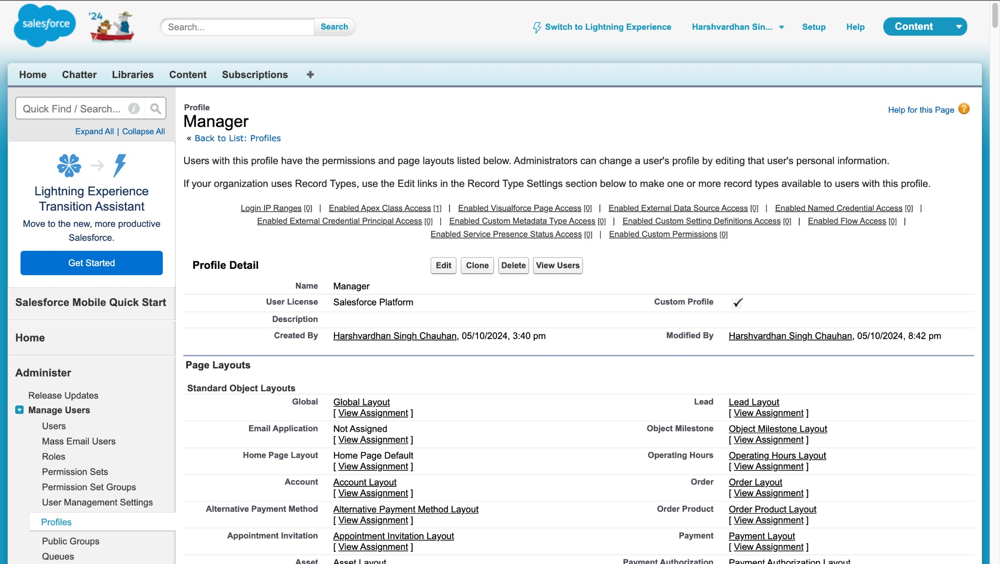 salesforce
'24
Search...
Search
Switch to Lightning Experience
Harshvardhan Sin...
Setup
Help
Content
Home
Chatter
Libraries
Content
Subscriptions
+
Quick Find / Search...
Expand All | Collapse All
Lightning Experience
Transition Assistant
Move to the new, more productive
Salesforce.
Get Started
Salesforce Mobile Quick Start
Home
Administer
Release Updates
Manage Users
Users
Mass Email Users
Roles
Permission Sets
Permission Set Groups
User Management Settings
Profiles
Public Groups
Queues
Profile
Manager
« Back to List: Profiles
Help for this Page ?
Users with this profile have the permissions and page layouts listed below. Administrators can change a user's profile by editing that user's personal information.
If your organization uses Record Types, use the Edit links in the Record Type Settings section below to make one or more record types available to users with this profile.
Login IP Ranges [0] | Enabled Apex Class Access [1] | Enabled Visualforce Page Access [0] | Enabled External Data Source Access [0] | Enabled Named Credential Access [0] |
Enabled External Credential Principal Access [0] | Enabled Custom Metadata Type Access [0] | Enabled Custom Setting Definitions Access [0] | Enabled Flow Access [0] |
Enabled Service Presence Status Access [0] | Enabled Custom Permissions [0]
Profile Detail
Edit
Clone
Delete
View Users
Name Manager
User License Salesforce Platform Custom Profile
Description
Created By Harshvardhan Singh Chauhan, 05/10/2024, 3:40 pm Modified By Harshvardhan Singh Chauhan, 05/10/2024, 8:42 pm
Page Layouts
Standard Object Layouts
Global Global Layout Lead Lead Layout
[ View Assignment ] [ View Assignment ]
Email Application Not Assigned Object Milestone Object Milestone Layout
[ View Assignment ] [ View Assignment ]
Home Page Layout Home Page Default Operating Hours Operating Hours Layout
[ View Assignment ] [ View Assignment ]
Account Account Layout Order Order Layout
[ View Assignment ] [ View Assignment ]
Alternative Payment Method Alternative Payment Method Layout Order Product Order Product Layout
[ View Assignment ] [ View Assignment ]
Appointment Invitation Appointment Invitation Layout Payment Payment Layout
[ View Assignment ] [ View Assignment ]
Asset Asset Layout Payment Authorization Payment Authorization Layout